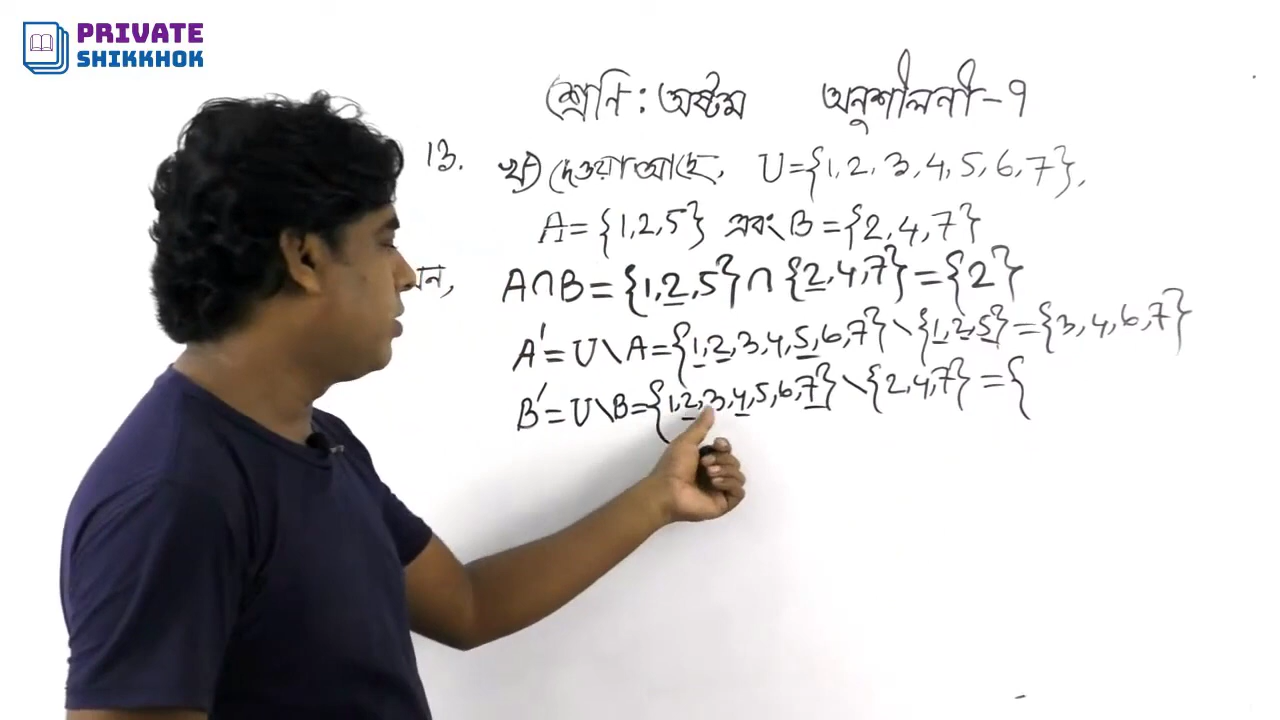 PRIVATE
SHIKKHOK
শ্রেণি : অষ্টম অনুশীলনী - ৭
১৩. খ) দেওয়া আছে, U = {1, 2, 3, 4, 5, 6, 7},
A = {1, 2, 5} এবং B = {2, 4, 7}
A∩B = {1, 2, 5} ∩ {2, 4, 7} = {2}
A′ = U \ A = {1, 2, 3, 4, 5, 6, 7} \ {1, 2, 5} = {3, 4, 6, 7}
B′ = U \ B = {1, 2, 3, 4, 5, 6, 7} \ {2, 4, 7} = {